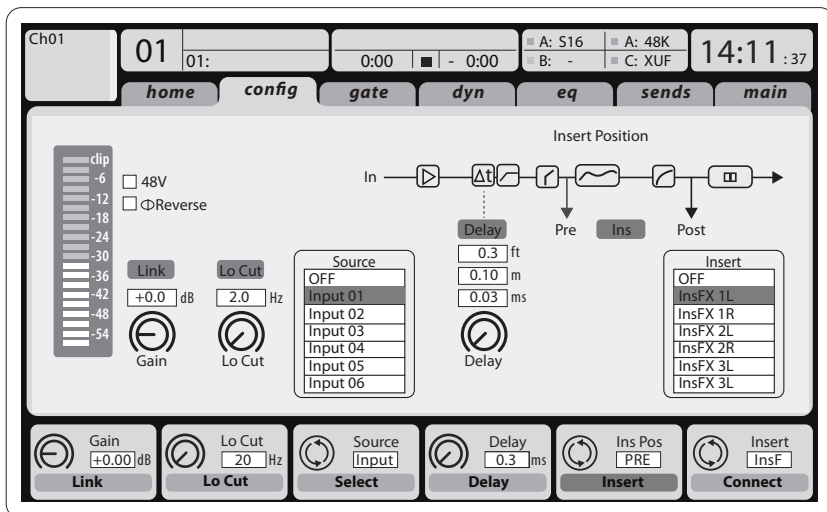 Ch01
01
01:
0:00
- 0:00
A: S16
A: 48K
B: -
C: XUF
14:11 :37
home
config
gate
dyn
eq
sends
main
clip
-6
-12
-18
-24
-30
-36
-42
-48
-54
48V
ΦReverse
Link
+0.0 dB
Gain
Lo Cut
2.0 Hz
Lo Cut
Source
OFF
Input 01
Input 02
Input 03
Input 04
Input 05
Input 06
Insert Position
In
Δt
Delay
0.3 ft
0.10 m
0.03 ms
Delay
Pre
Ins
Post
Insert
OFF
InsFX 1L
InsFX 1R
InsFX 2L
InsFX 2R
InsFX 3L
InsFX 3L
Gain
+0.00 dB
Link
Lo Cut
20 Hz
Lo Cut
Source
Input
Select
Delay
0.3 ms
Delay
Ins Pos
PRE
Insert
Insert
InsF
Connect